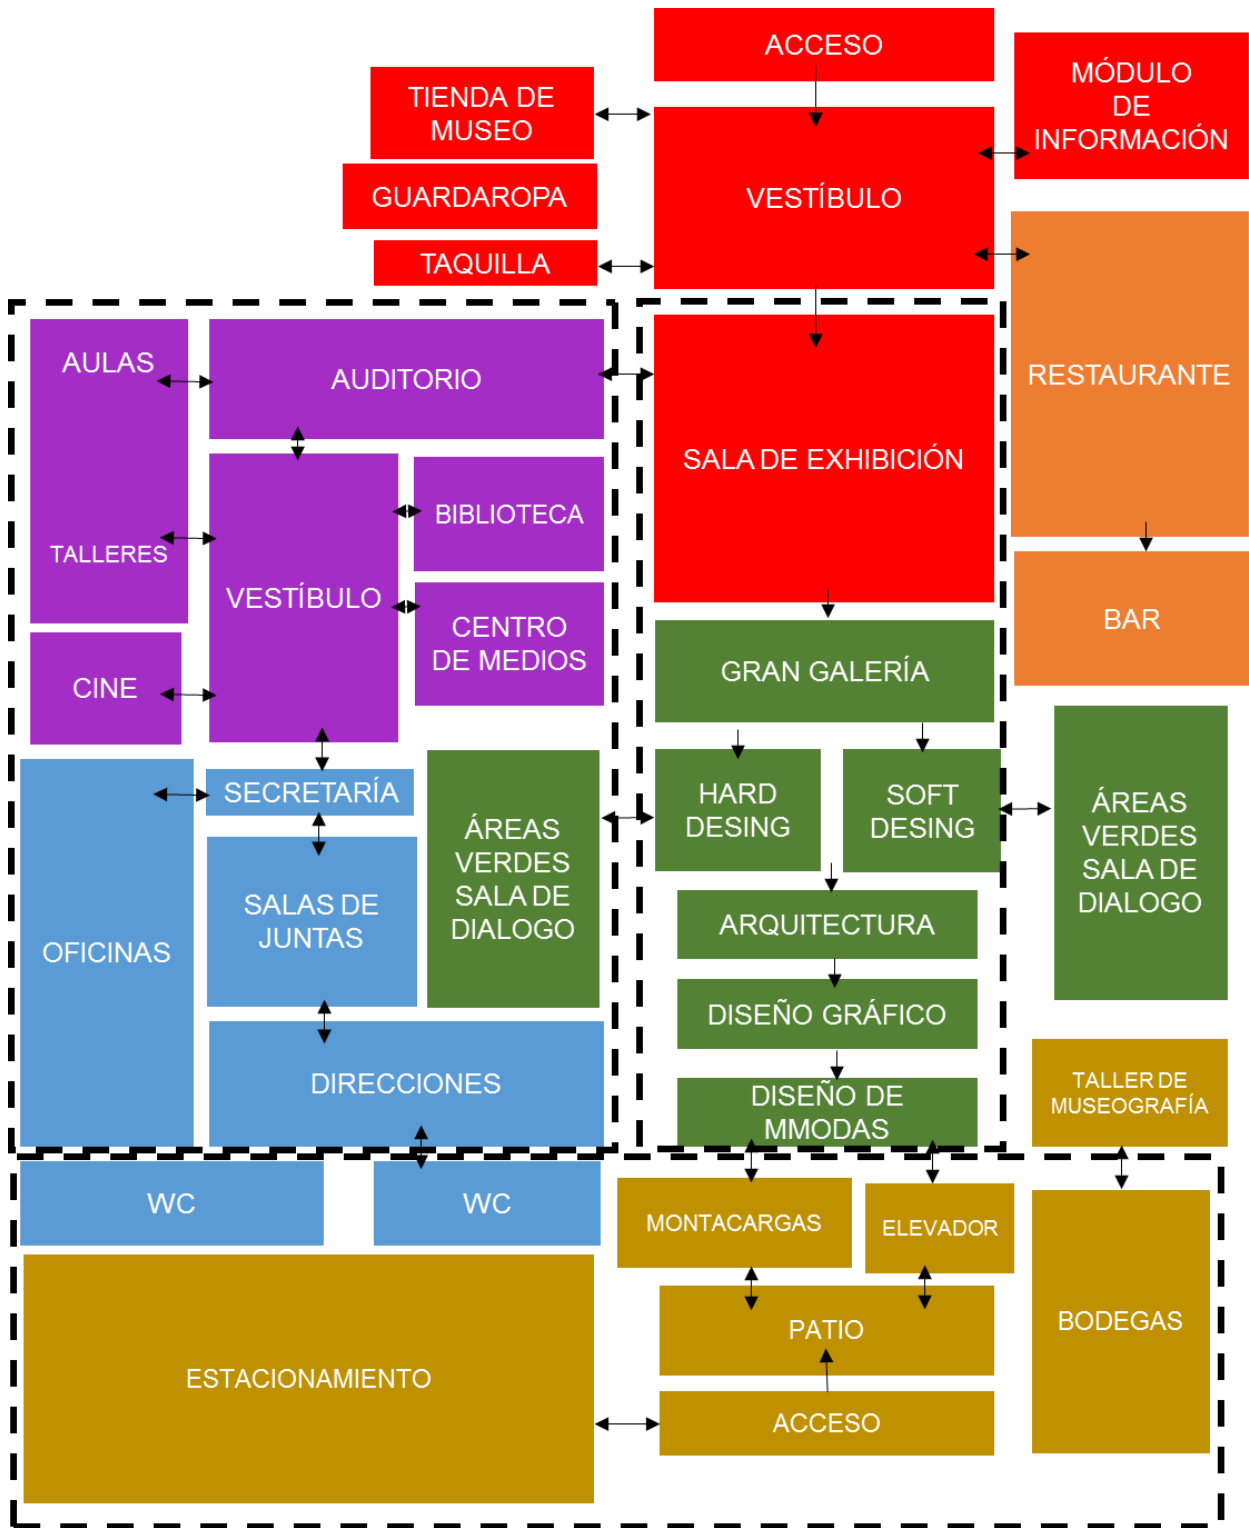 ACCESO
MÓDULO
DE
INFORMACIÓN
TIENDA DE
MUSEO
GUARDAROPA
TAQUILLA
VESTÍBULO
RESTAURANTE
BAR
AULAS
TALLERES
AUDITORIO
SALA DE EXHIBICIÓN
BIBLIOTECA
VESTÍBULO
CENTRO
DE MEDIOS
CINE
GRAN GALERÍA
SECRETARÍA
HARD
DESING
SOFT
DESING
ÁREAS
VERDES
SALA DE
DIALOGO
ÁREAS
VERDES
SALA DE
DIALOGO
SALAS DE
JUNTAS
OFICINAS
ARQUITECTURA
DISEÑO GRÁFICO
DIRECCIONES
DISEÑO DE
MMODAS
TALLER DE
MUSEOGRAFÍA
WC
WC
MONTACARGAS
ELEVADOR
PATIO
BODEGAS
ESTACIONAMIENTO
ACCESO